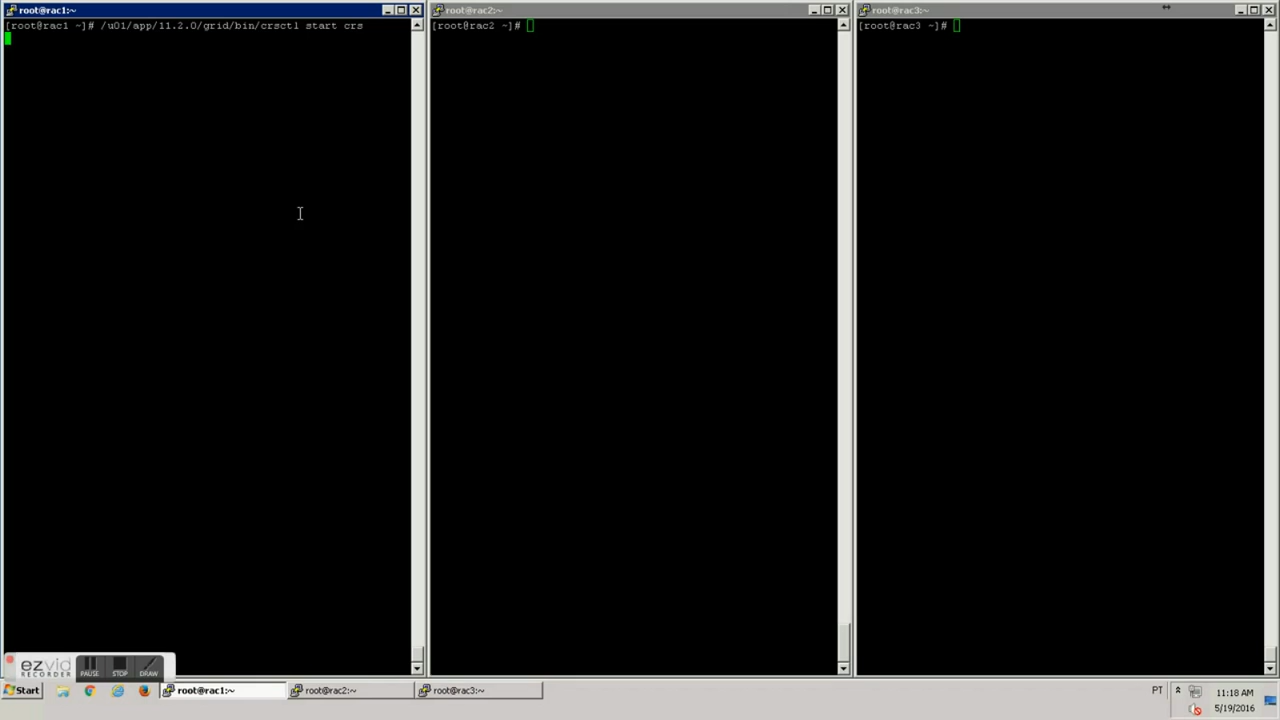 root@rac1:~
[root@rac1 ~]# /u01/app/11.2.0/grid/bin/crsctl start crs
root@rac2:~
[root@rac2 ~]#
root@rac3:~
[root@rac3 ~]#
ezvid
RECORDER
PAUSE
STOP
DRAW
Start
root@rac1:~
root@rac2:~
root@rac3:~
PT
11:18 AM
5/19/2016